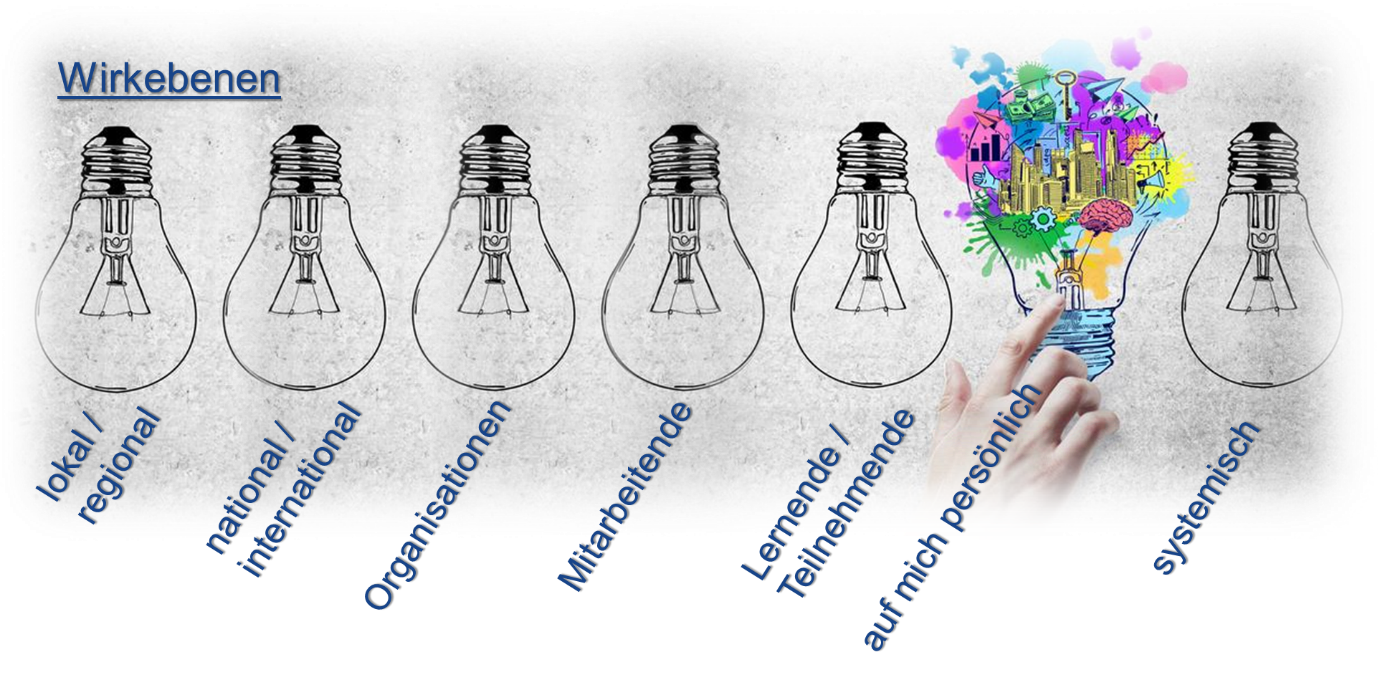 Wirkebenen
lokal /
regional
national /
international
Organisationen
Mitarbeitende
Lernende /
Teilnehmende
auf mich persönlich
systemisch